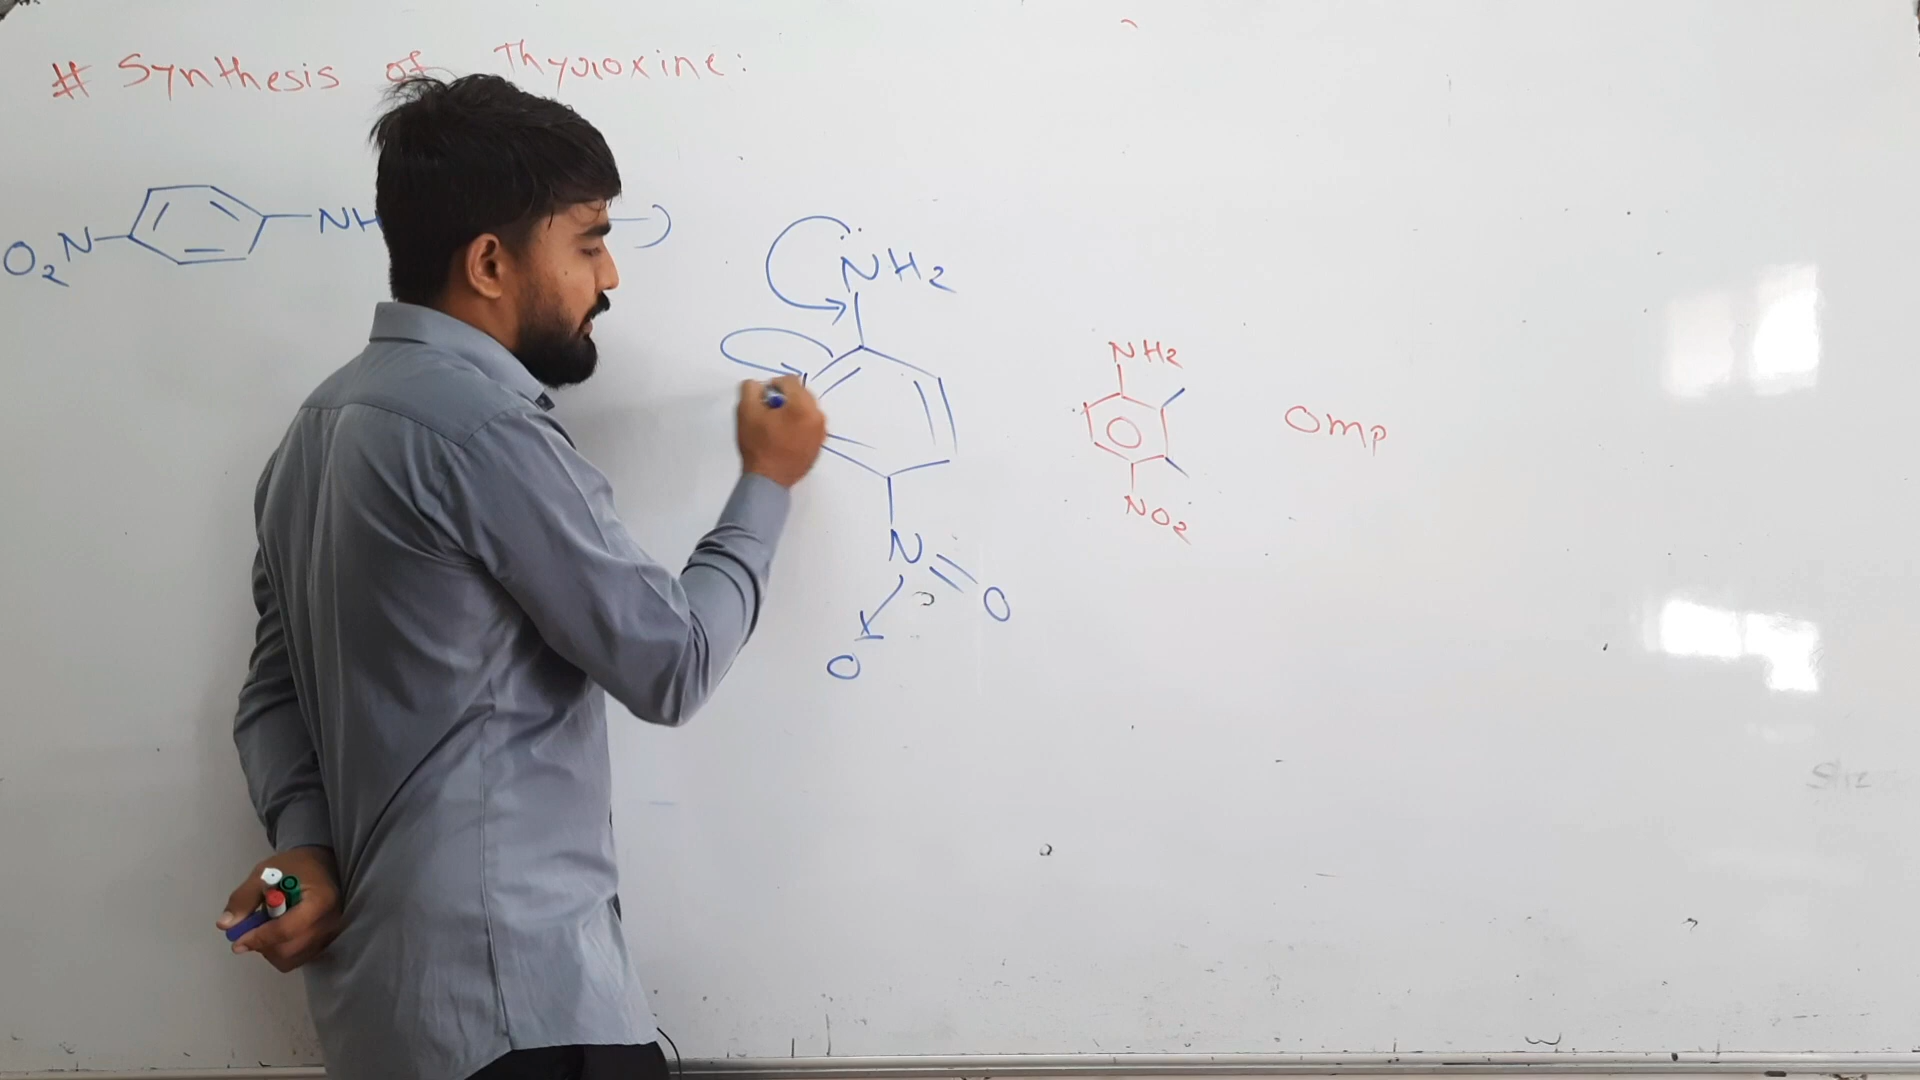 # Synthesis of Thyroxine:
O2N NH
NH2
N
O
O
NH2
NO2
Omp